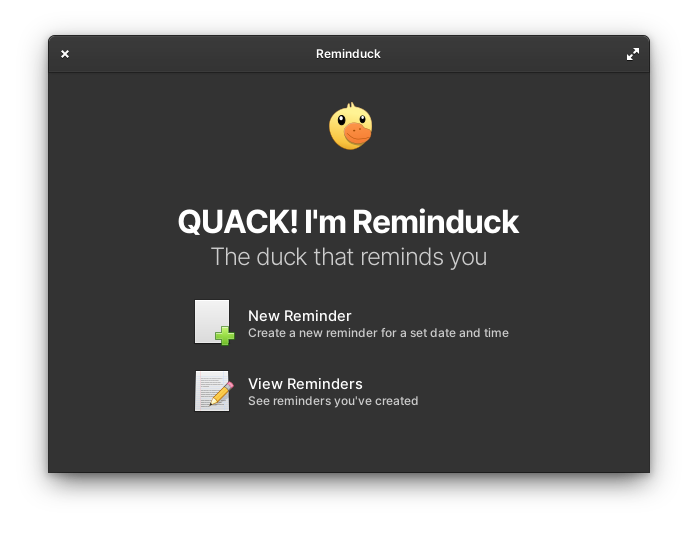 Reminduck
QUACK! I'm Reminduck
The duck that reminds you
New Reminder
Create a new reminder for a set date and time
View Reminders
See reminders you've created